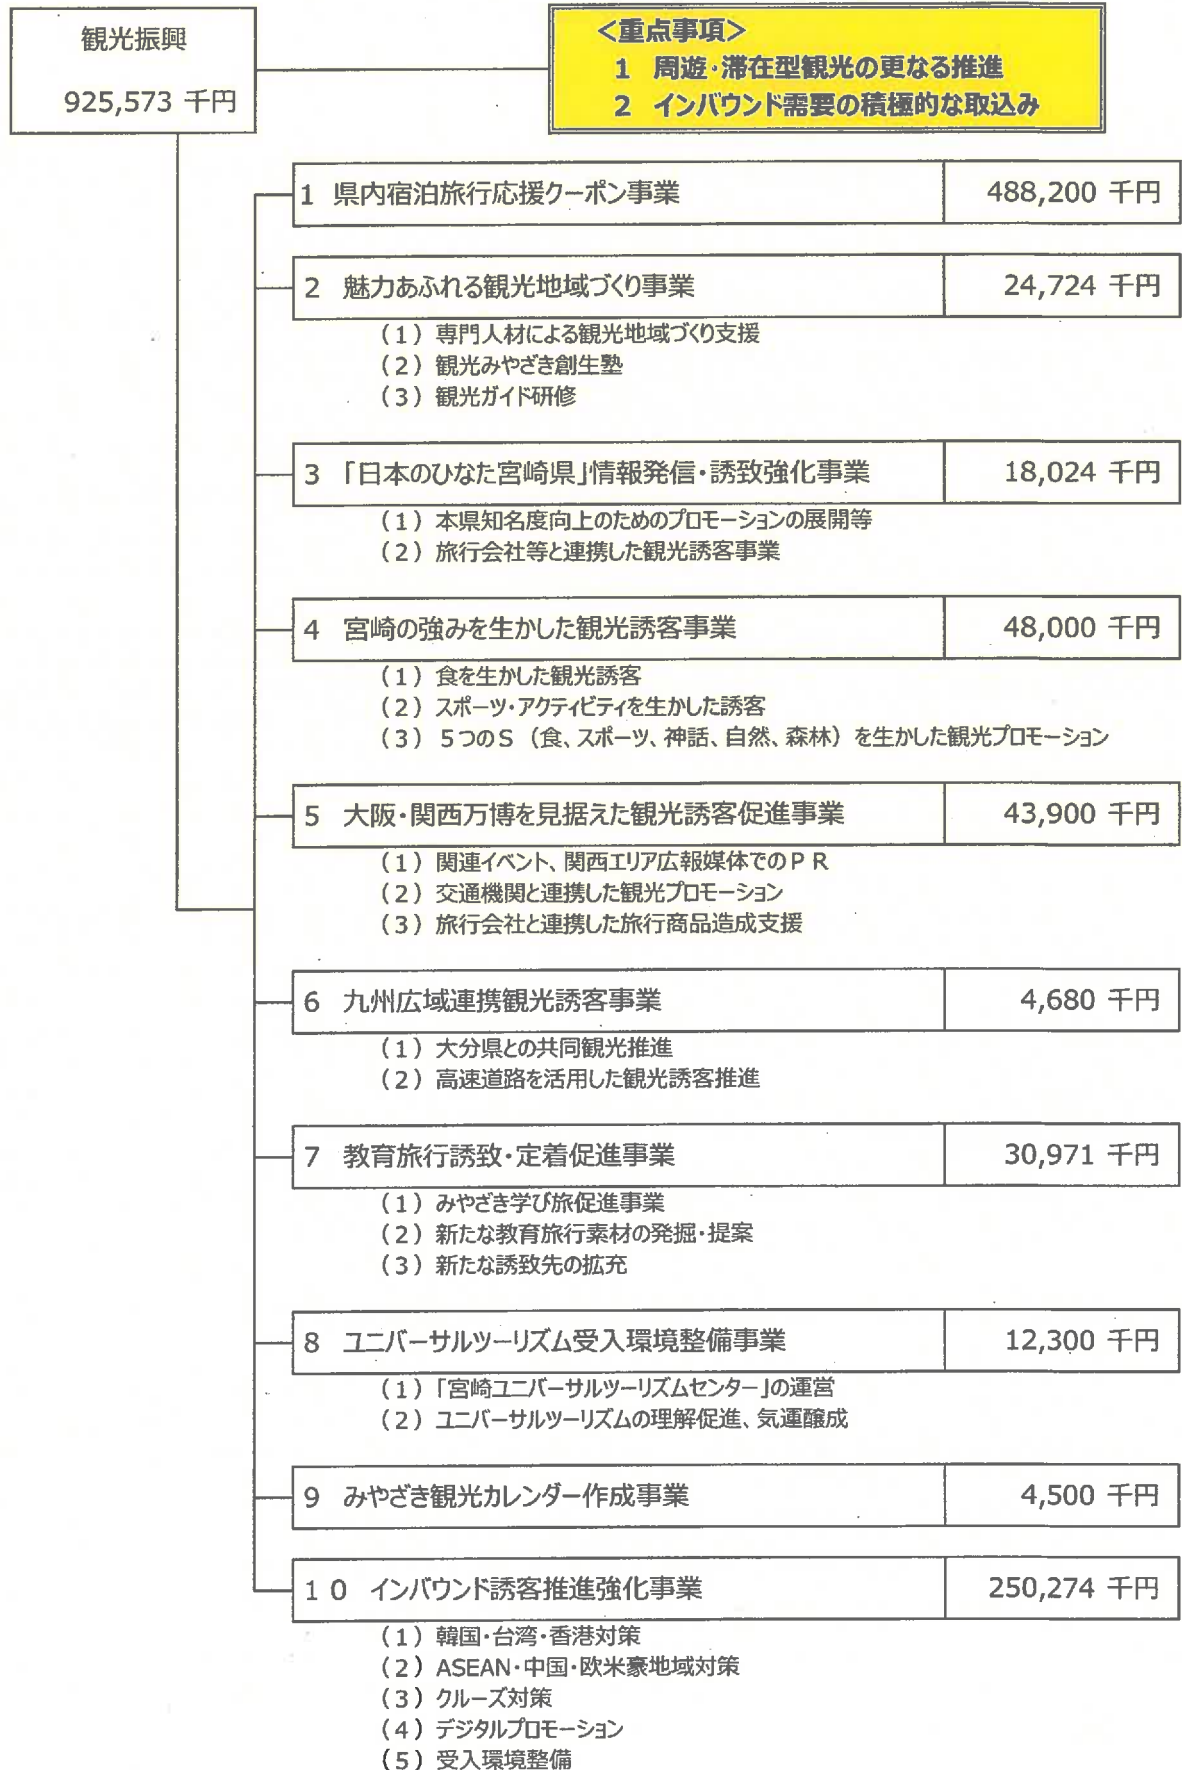 観光振興
925,573 千円
<重点事項>
1 周遊・滞在型観光の更なる推進
2 インバウンド需要の積極的な取込み
1 県内宿泊旅行応援クーポン事業 488,200 千円
2 魅力あふれる観光地域づくり事業 24,724 千円
(1) 専門人材による観光地域づくり支援
(2) 観光みやざき創生塾
(3) 観光ガイド研修
3 「日本のひなた宮崎県」情報発信・誘致強化事業 18,024 千円
(1) 本県知名度向上のためのプロモーションの展開等
(2) 旅行会社等と連携した観光誘客事業
4 宮崎の強みを生かした観光誘客事業 48,000 千円
(1) 食を生かした観光誘客
(2) スポーツ・アクティビティを生かした誘客
(3) 5つのS (食、スポーツ、神話、自然、森林) を生かした観光プロモーション
5 大阪・関西万博を見据えた観光誘客促進事業 43,900 千円
(1) 関連イベント、関西エリア広報媒体でのPR
(2) 交通機関と連携した観光プロモーション
(3) 旅行会社と連携した旅行商品造成支援
6 九州広域連携観光誘客事業 4,680 千円
(1) 大分県との共同観光推進
(2) 高速道路を活用した観光誘客推進
7 教育旅行誘致・定着促進事業 30,971 千円
(1) みやざき学び旅促進事業
(2) 新たな教育旅行素材の発掘・提案
(3) 新たな誘致先の拡充
8 ユニバーサルツーリズム受入環境整備事業 12,300 千円
(1) 「宮崎ユニバーサルツーリズムセンター」の運営
(2) ユニバーサルツーリズムの理解促進、気運醸成
9 みやざき観光カレンダー作成事業 4,500 千円
10 インバウンド誘客推進強化事業 250,274 千円
(1) 韓国・台湾・香港対策
(2) ASEAN・中国・欧米豪地域対策
(3) クルーズ対策
(4) デジタルプロモーション
(5) 受入環境整備